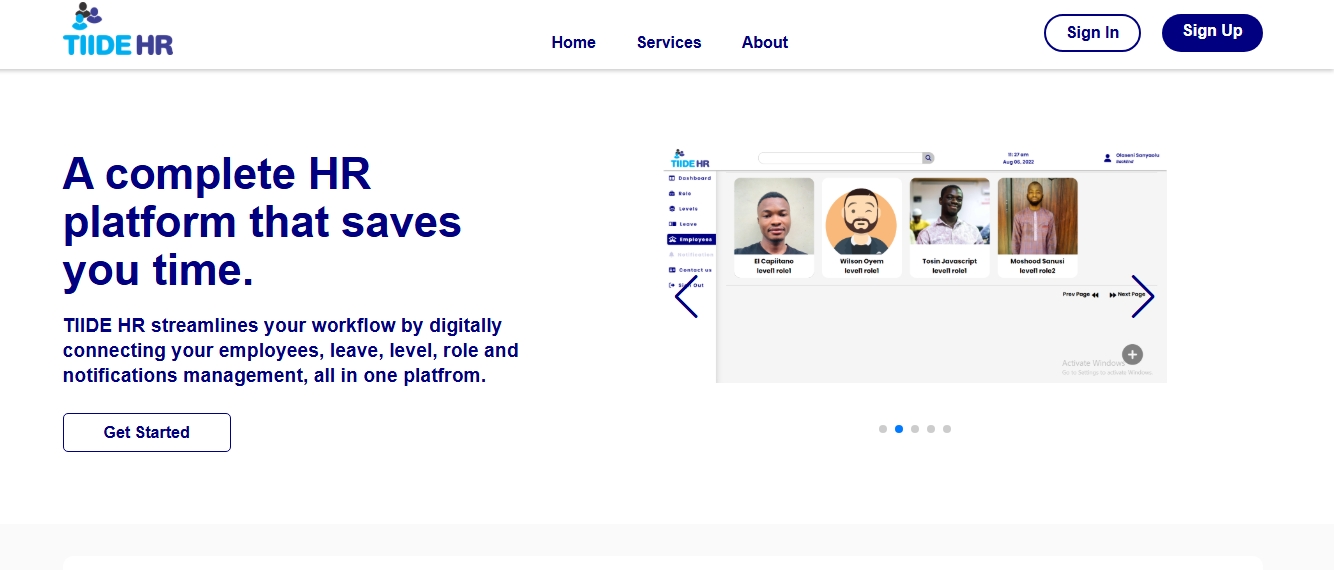 TIIDE HR
Home Services About
Sign In
Sign Up
A complete HR
platform that saves
you time.
TIIDE HR streamlines your workflow by digitally
connecting your employees, leave, level, role and
notifications management, all in one platfrom.
Get Started
TIIDE HR
11:27 am
Aug 06, 2022
Olaseni Sanyaolu
Dashboard
Role
Levels
Leave
Employees
Notification
Contact us
Sign Out
El Capiitano
level1 role1
Wilson Oyem
level1 role1
Tosin Javascript
level1 role1
Moshood Sanusi
level1 role2
Prev Page
Next Page
Activate Windows
Go to Settings to activate Windows.